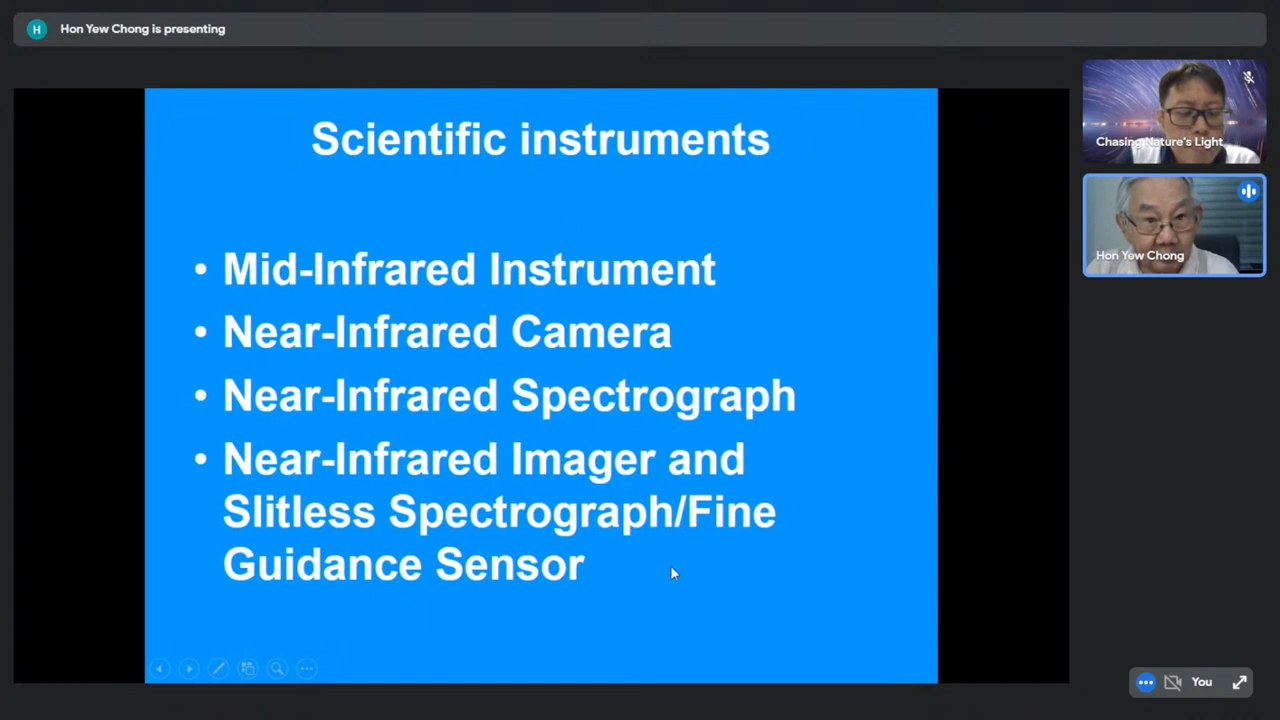 H Hon Yew Chong is presenting
Scientific instruments
• Mid-Infrared Instrument
• Near-Infrared Camera
• Near-Infrared Spectrograph
• Near-Infrared Imager and
Slitless Spectrograph/Fine
Guidance Sensor
Chasing Nature's Light
Hon Yew Chong
You